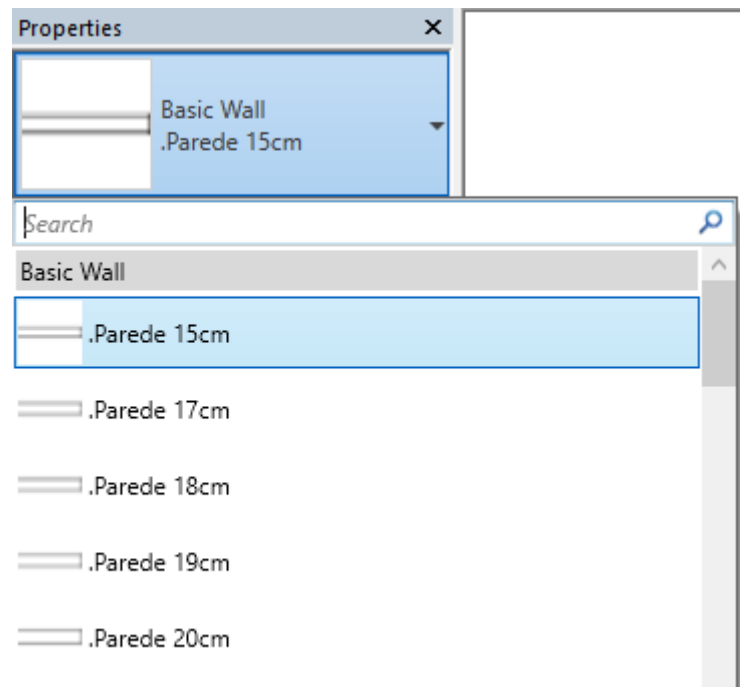 Properties
Basic Wall
.Parede 15cm
Search
Basic Wall
.Parede 15cm
.Parede 17cm
.Parede 18cm
.Parede 19cm
.Parede 20cm